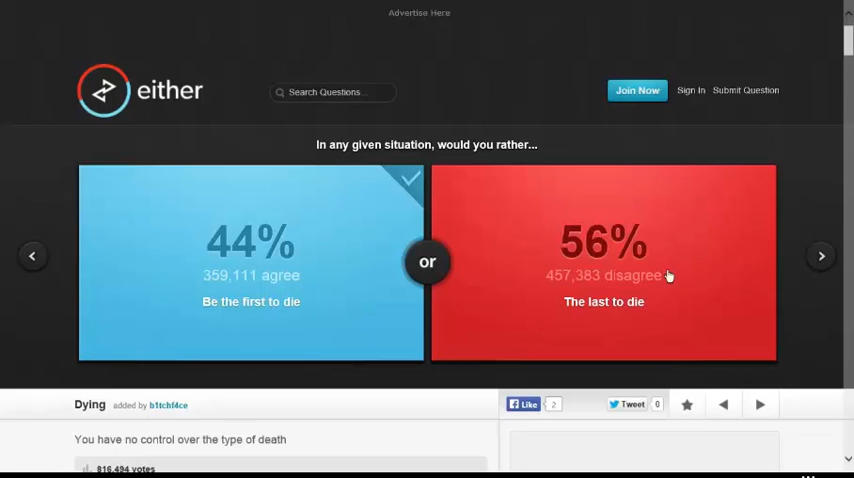 Advertise Here
either
Search Questions...
Join Now
Sign In
Submit Question
In any given situation, would you rather...
44%
359,111 agree
Be the first to die
or
56%
457,383 disagree
The last to die
Dying added by b1tchf4ce
Like 2
Tweet 0
You have no control over the type of death
816,494 votes